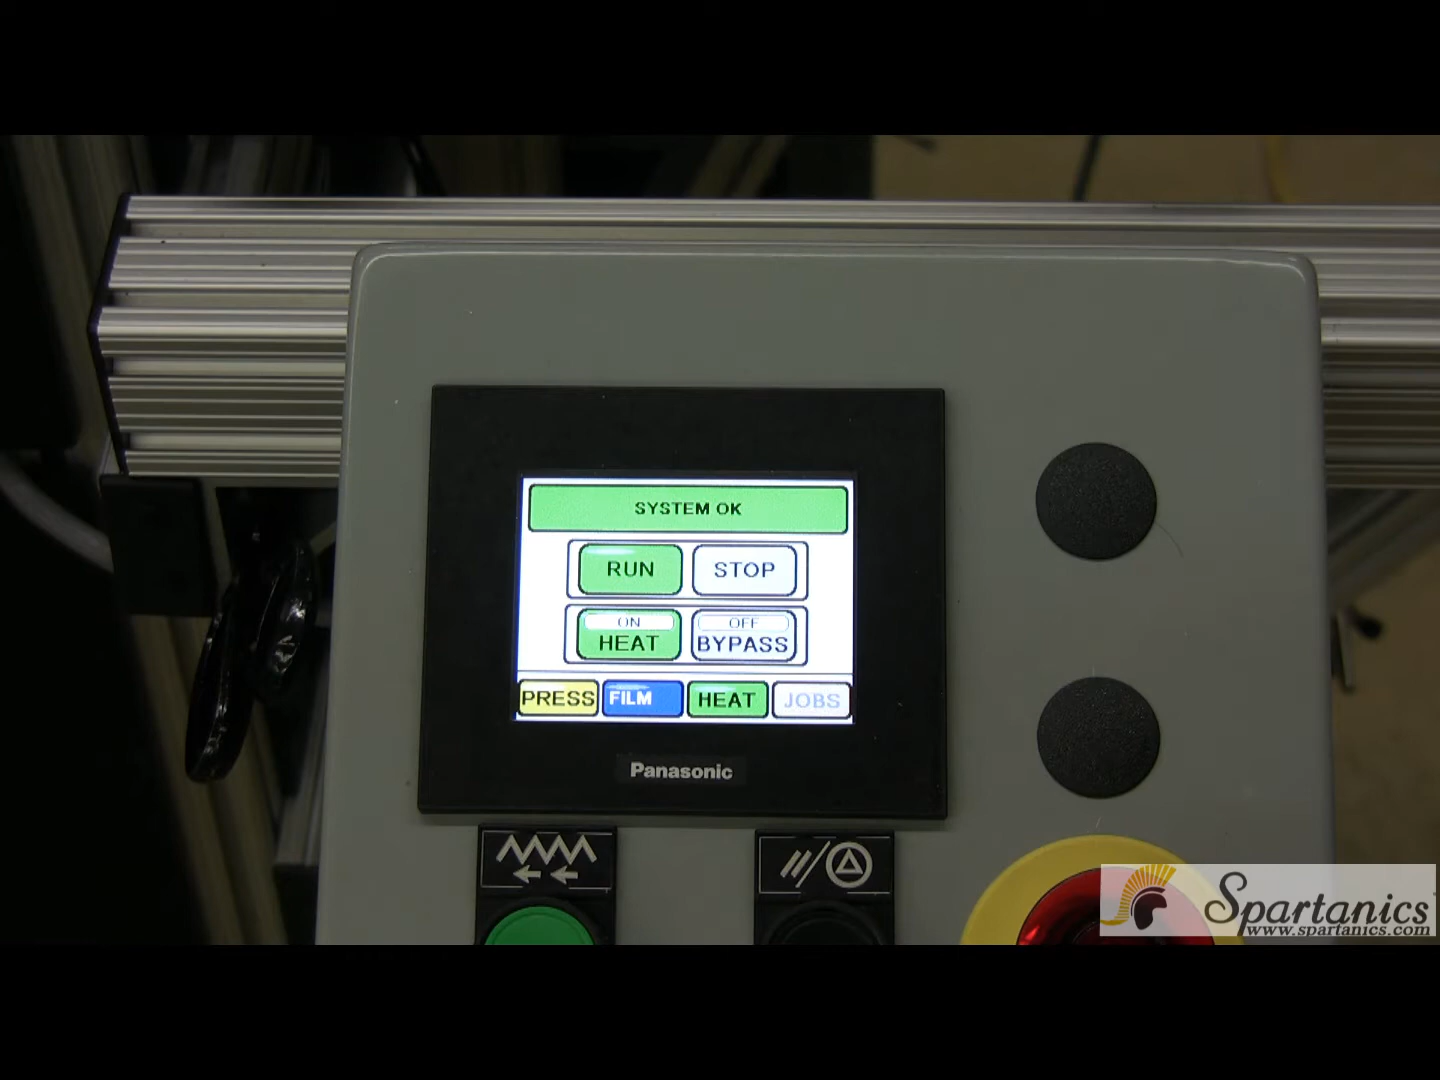 SYSTEM OK
RUN STOP
ON OFF
HEAT BYPASS
PRESS FILM HEAT JOBS
Panasonic
Spartanics
www.spartanics.com